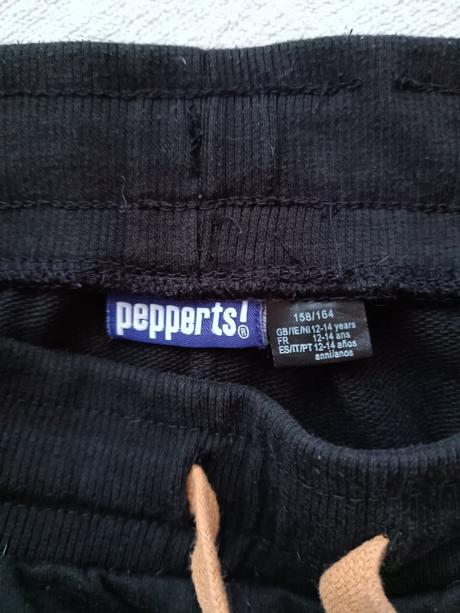 pepperts!®
158/164
GB/IE/NI 12-14 years
FR 12-14 ans
ES/IT/PT 12-14 años
anni/anos